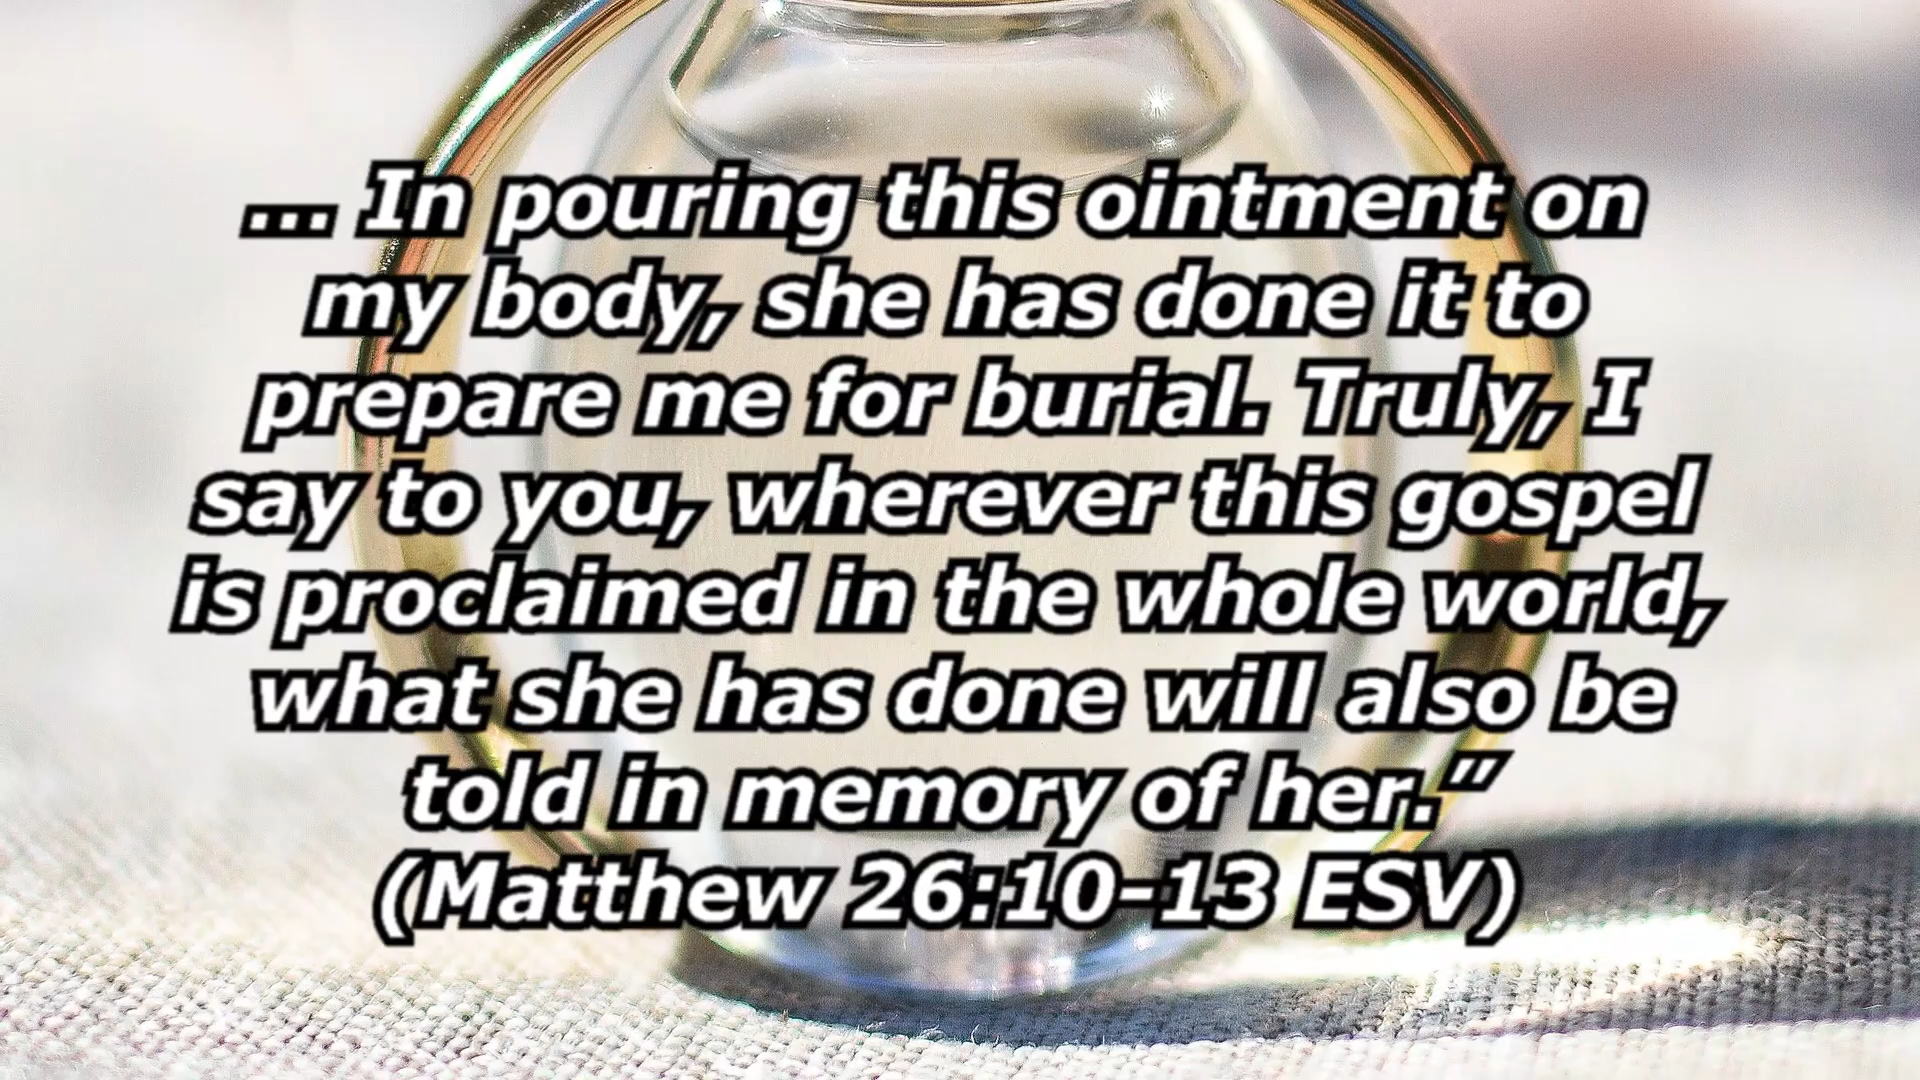 ... In pouring this ointment on
my body, she has done it to
prepare me for burial. Truly, I
say to you, wherever this gospel
is proclaimed in the whole world,
what she has done will also be
told in memory of her.”
(Matthew 26:10-13 ESV)